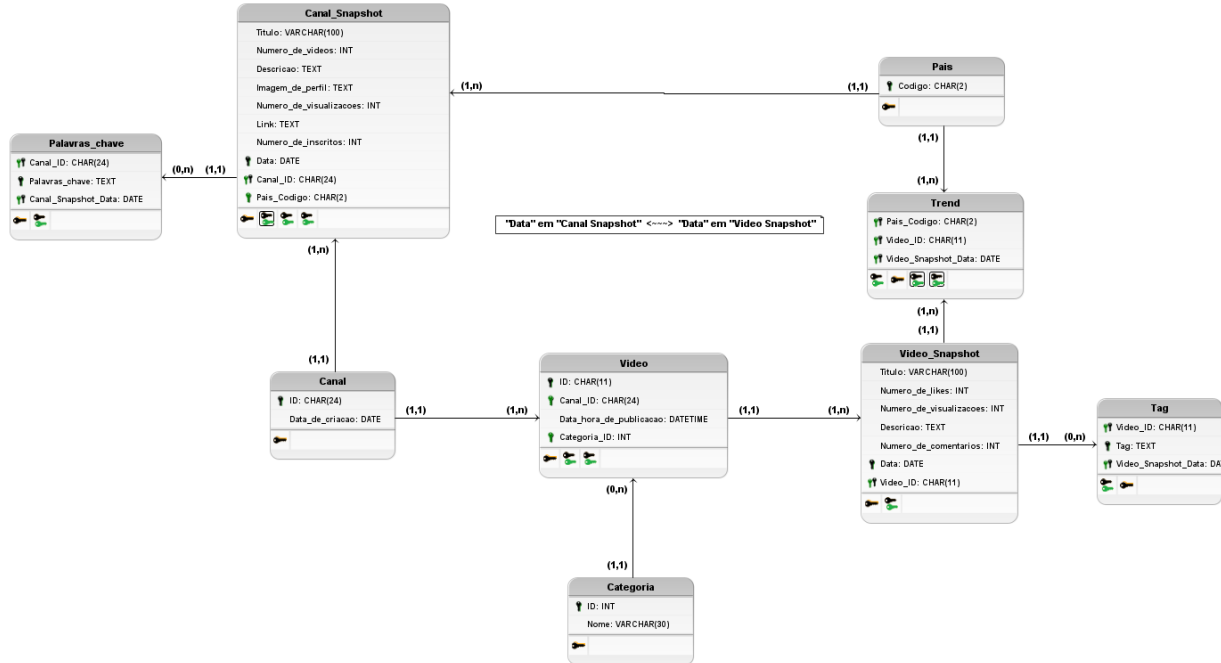 Canal_Snapshot
Titulo: VARCHAR(100)
Numero_de_videos: INT
Descricao: TEXT
Imagem_de_perfil: TEXT
Numero_de_visualizacoes: INT
Link: TEXT
Numero_de_inscritos: INT
Data: DATE
Canal_ID: CHAR(24)
Pais_Codigo: CHAR(2)
(1,n)
(1,1)
Pais
Codigo: CHAR(2)
(1,1)
(1,n)
Palavras_chave
Canal_ID: CHAR(24)
Palavras_chave: TEXT
Canal_Snapshot_Data: DATE
(0,n)
(1,1)
Trend
Pais_Codigo: CHAR(2)
Video_ID: CHAR(11)
Video_Snapshot_Data: DATE
"Data" em "Canal Snapshot" <~~~> "Data" em "Video Snapshot"
(1,n)
(1,1)
(1,n)
(1,1)
Canal
ID: CHAR(24)
Data_de_criacao: DATE
(1,1)
(1,n)
Video
ID: CHAR(11)
Canal_ID: CHAR(24)
Data_hora_de_publicacao: DATETIME
Categoria_ID: INT
(1,1)
(1,n)
Video_Snapshot
Titulo: VARCHAR(100)
Numero_de_likes: INT
Numero_de_visualizacoes: INT
Descricao: TEXT
Numero_de_comentarios: INT
Data: DATE
Video_ID: CHAR(11)
(1,1)
(0,n)
Tag
Video_ID: CHAR(11)
Tag: TEXT
Video_Snapshot_Data: DA
(0,n)
(1,1)
Categoria
ID: INT
Nome: VARCHAR(30)